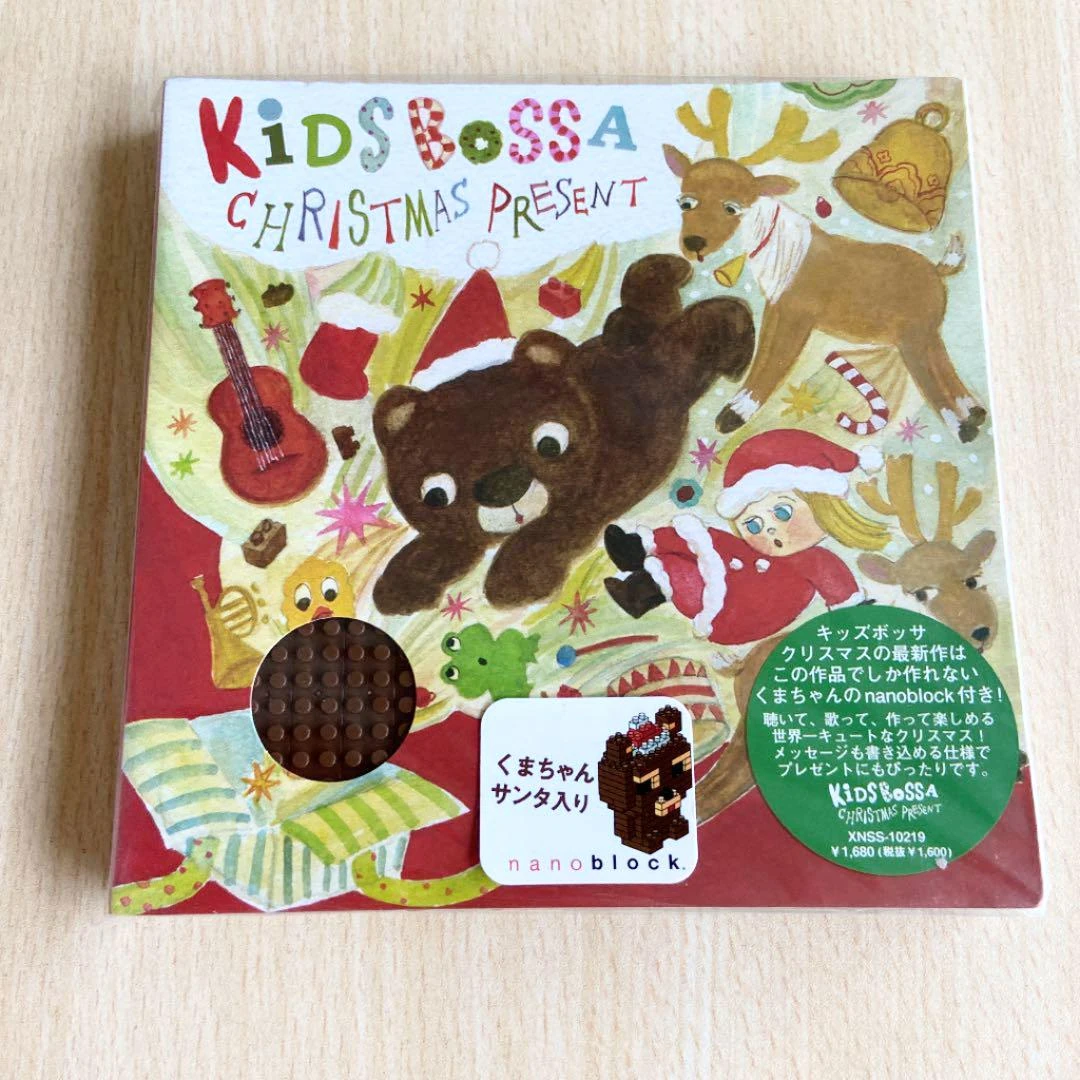 KiDS BOSSA
CHRISTMAS PRESENT
くまちゃん
サンタ入り
nanoblock.
キッズボッサ
クリスマスの最新作は
この作品でしか作れない
くまちゃんのnanoblock付き!
聴いて、歌って、作って楽しめる
世界一キュートなクリスマス!
メッセージも書き込める仕様で
プレゼントにもぴったりです。
KiDS BOSSA
CHRISTMAS PRESENT
XNSS-10219
¥1,680(税抜¥1,600)